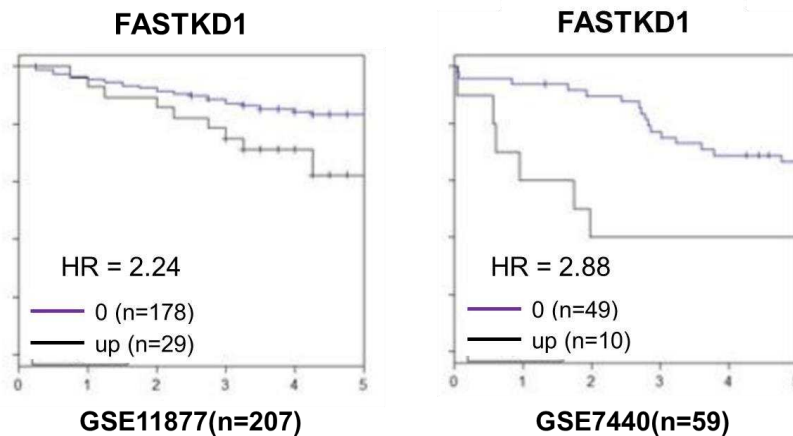 FASTKD1
HR = 2.24
0 (n=178)
up (n=29)
0 1 2 3 4 5
GSE11877(n=207)
FASTKD1
HR = 2.88
0 (n=49)
up (n=10)
0 1 2 3 4
GSE7440(n=59)